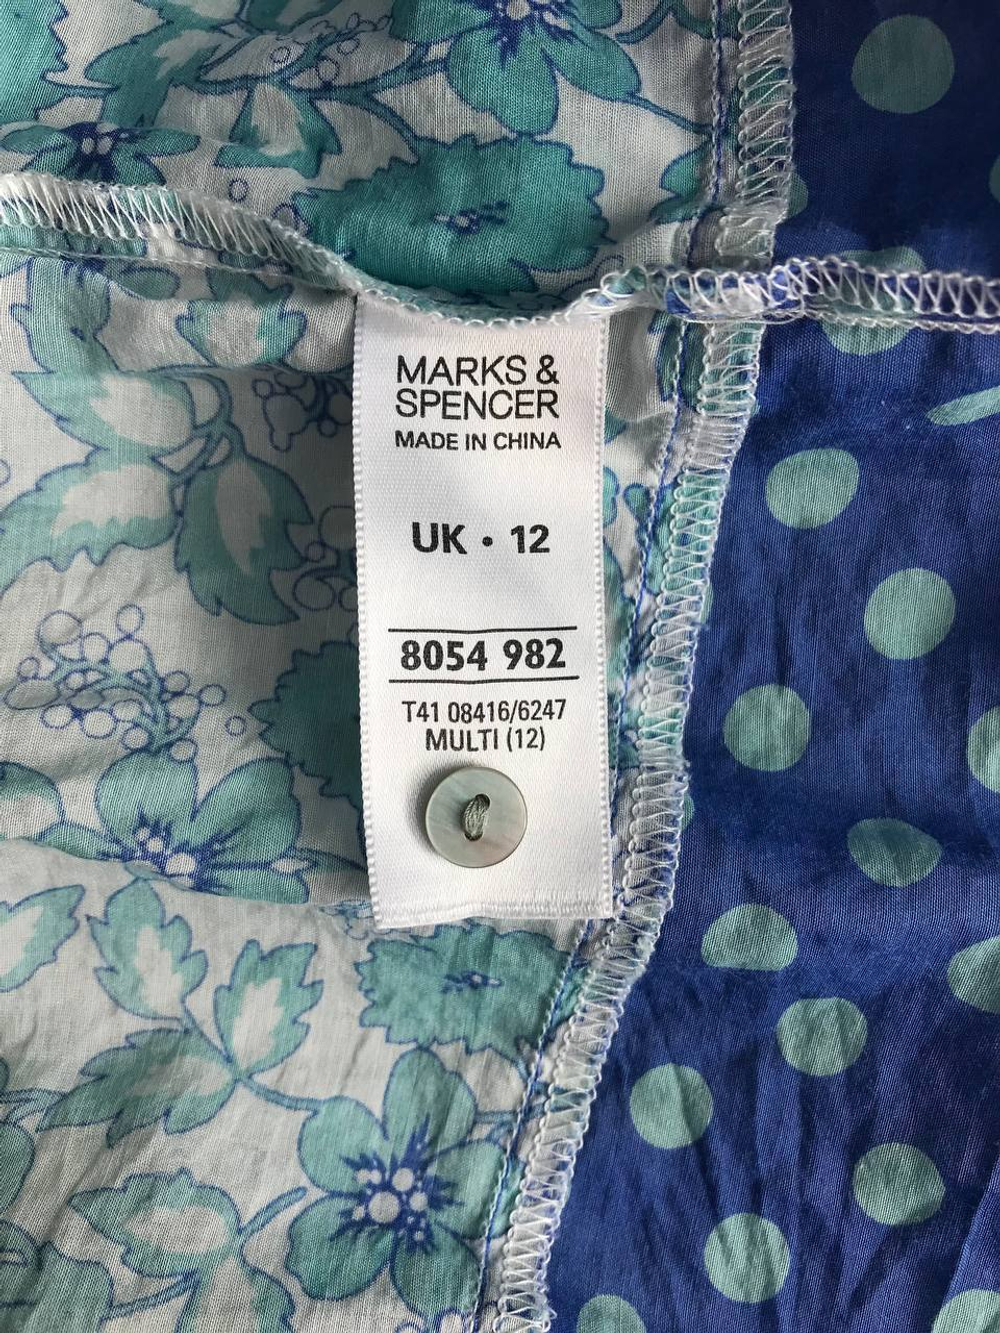 MARKS &
SPENCER
MADE IN CHINA
UK • 12
8054 982
T41 08416/6247
MULTI (12)